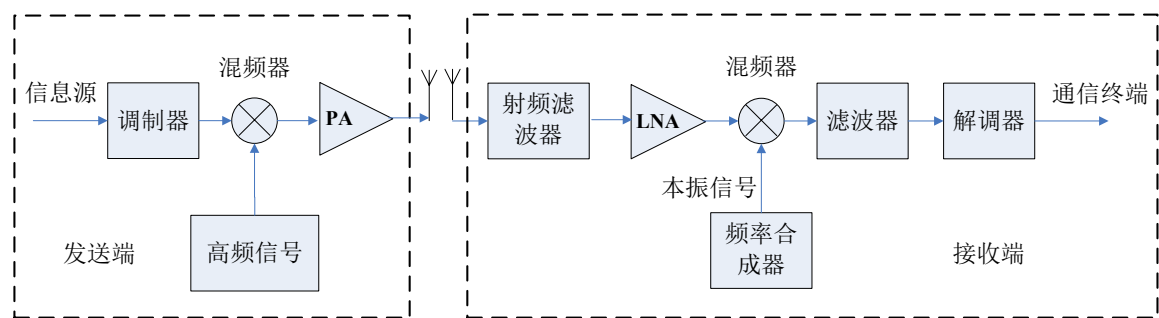 信息源
调制器
混频器
PA
高频信号
发送端
射频滤
波器
LNA
混频器
本振信号
频率合
成器
滤波器
解调器
通信终端
接收端